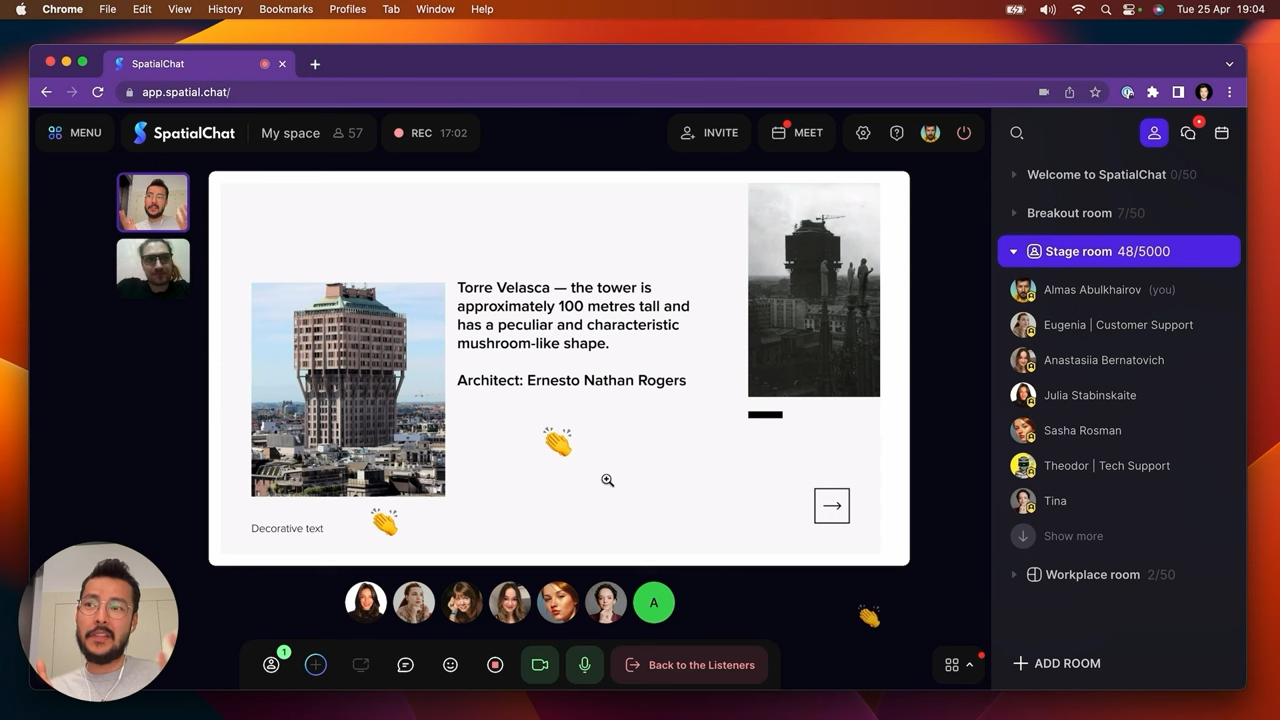 Chrome File Edit View History Bookmarks Profiles Tab Window Help Tue 25 Apr 19:04
SpatialChat
app.spatial.chat/
MENU SpatialChat My space 57 REC 17:02 INVITE MEET
Welcome to SpatialChat 0/50
Breakout room 7/50
Stage room 48/5000
Almas Abulkhairov (you)
Eugenia | Customer Support
Anastasiia Bernatovich
Julia Stabinskaite
Sasha Rosman
Theodor | Tech Support
Tina
Show more
Workplace room 2/50
ADD ROOM
Torre Velasca — the tower is
approximately 100 metres tall and
has a peculiar and characteristic
mushroom-like shape.
Architect: Ernesto Nathan Rogers
Decorative text
A
1
Back to the Listeners